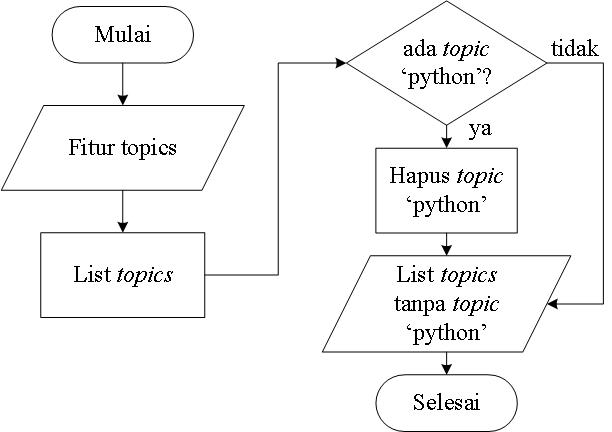 Mulai
Fitur topics
List topics
ada topic
‘python’?
tidak
ya
Hapus topic
‘python’
List topics
tanpa topic
‘python’
Selesai